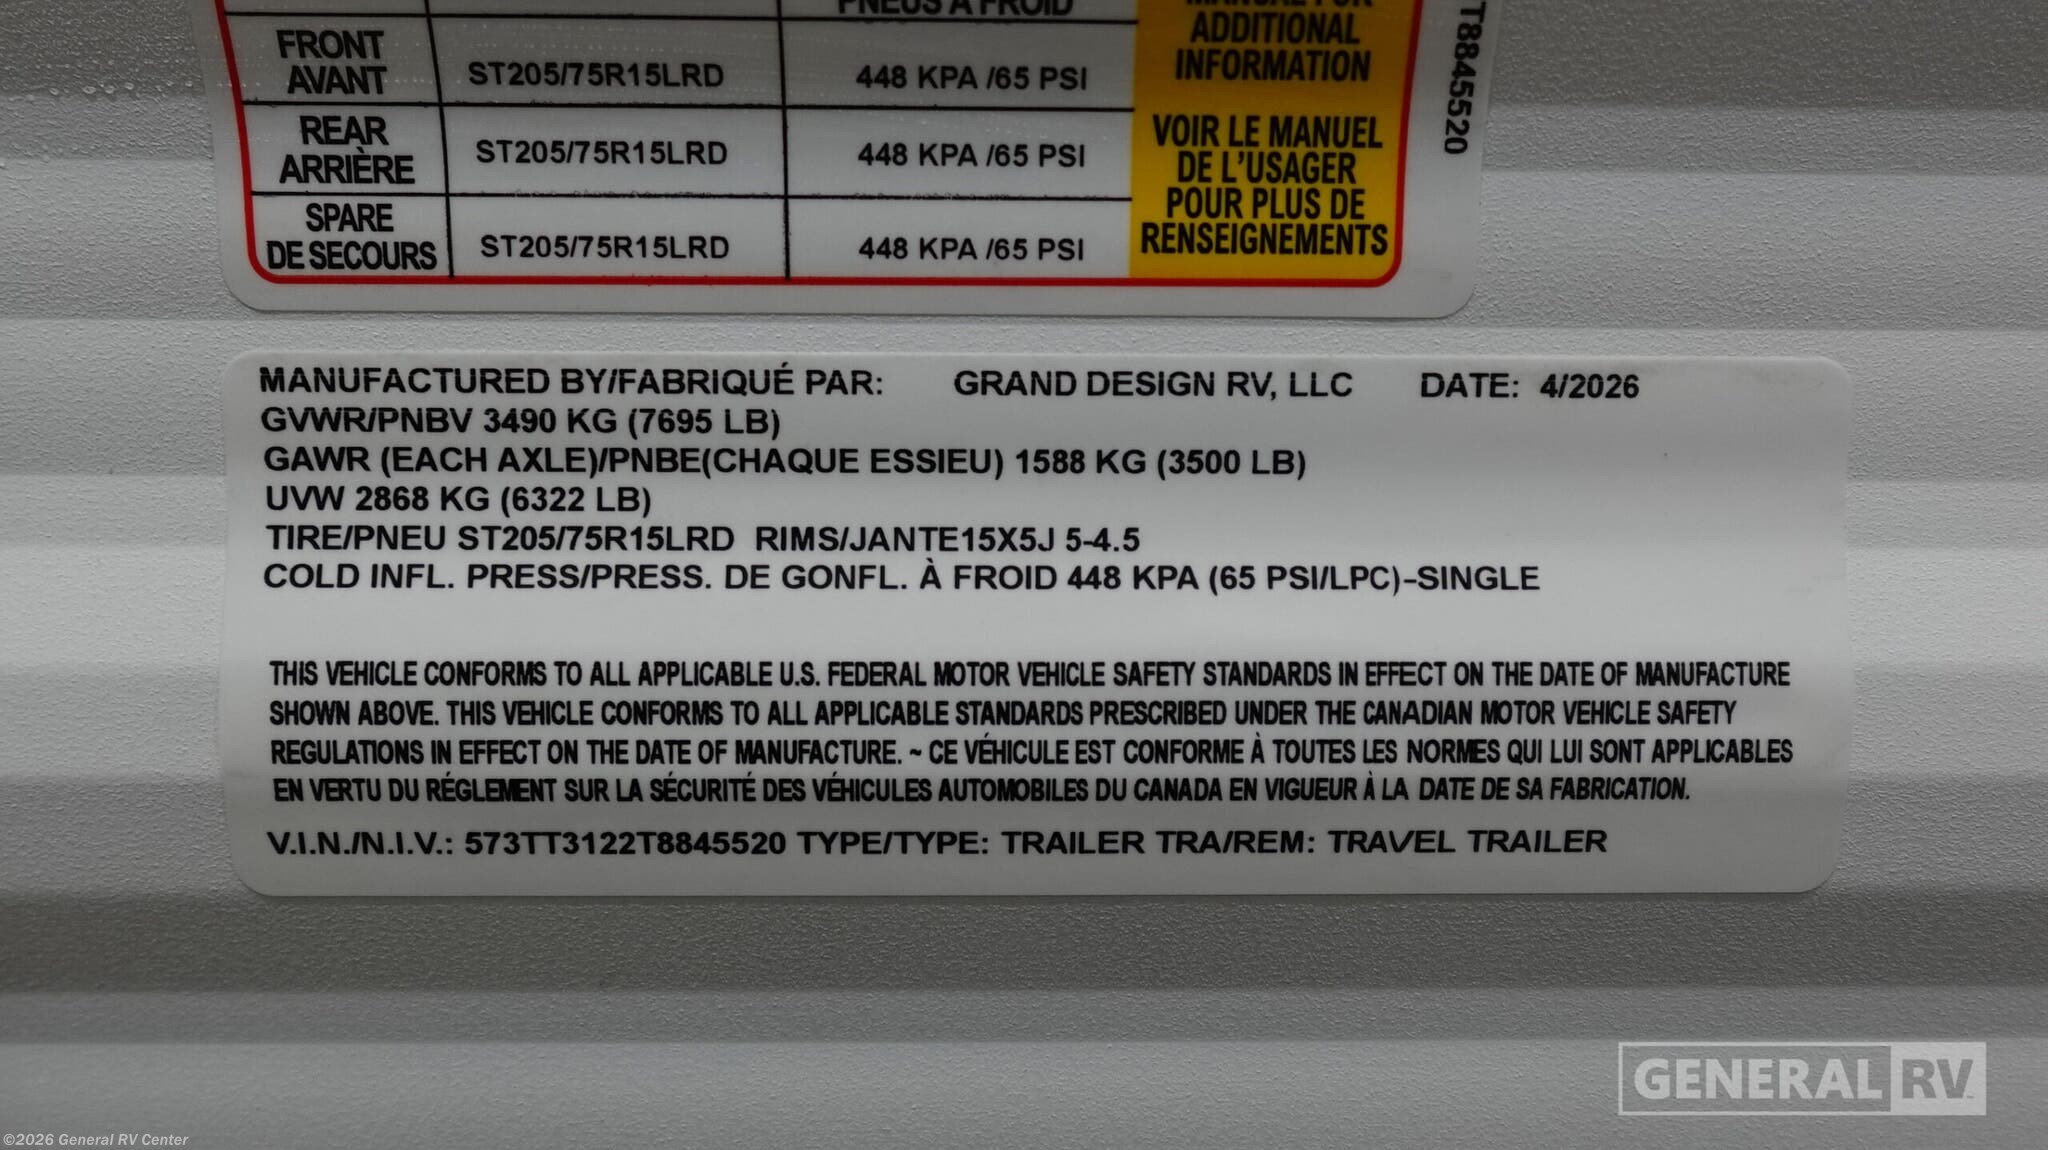 PNEUS À FROID
FRONT
AVANT
ST205/75R15LRD
448 KPA /65 PSI
REAR
ARRIÈRE
ST205/75R15LRD
448 KPA /65 PSI
SPARE
DE SECOURS
ST205/75R15LRD
448 KPA /65 PSI
MANUAL FOR
ADDITIONAL
INFORMATION
VOIR LE MANUEL
DE L'USAGER
POUR PLUS DE
RENSEIGNEMENTS
T8845520
MANUFACTURED BY/FABRIQUÉ PAR: GRAND DESIGN RV, LLC DATE: 4/2026
GVWR/PNBV 3490 KG (7695 LB)
GAWR (EACH AXLE)/PNBE(CHAQUE ESSIEU) 1588 KG (3500 LB)
UVW 2868 KG (6322 LB)
TIRE/PNEU ST205/75R15LRD RIMS/JANTE15X5J 5-4.5
COLD INFL. PRESS/PRESS. DE GONFL. À FROID 448 KPA (65 PSI/LPC)-SINGLE
THIS VEHICLE CONFORMS TO ALL APPLICABLE U.S. FEDERAL MOTOR VEHICLE SAFETY STANDARDS IN EFFECT ON THE DATE OF MANUFACTURE
SHOWN ABOVE. THIS VEHICLE CONFORMS TO ALL APPLICABLE STANDARDS PRESCRIBED UNDER THE CANADIAN MOTOR VEHICLE SAFETY
REGULATIONS IN EFFECT ON THE DATE OF MANUFACTURE. ~ CE VÉHICULE EST CONFORME À TOUTES LES NORMES QUI LUI SONT APPLICABLES
EN VERTU DU RÉGLEMENT SUR LA SÉCURITÉ DES VÉHICULES AUTOMOBILES DU CANADA EN VIGUEUR À LA DATE DE SA FABRICATION.
V.I.N./N.I.V.: 573TT3122T8845520 TYPE/TYPE: TRAILER TRA/REM: TRAVEL TRAILER
GENERAL RV
©2026 General RV Center